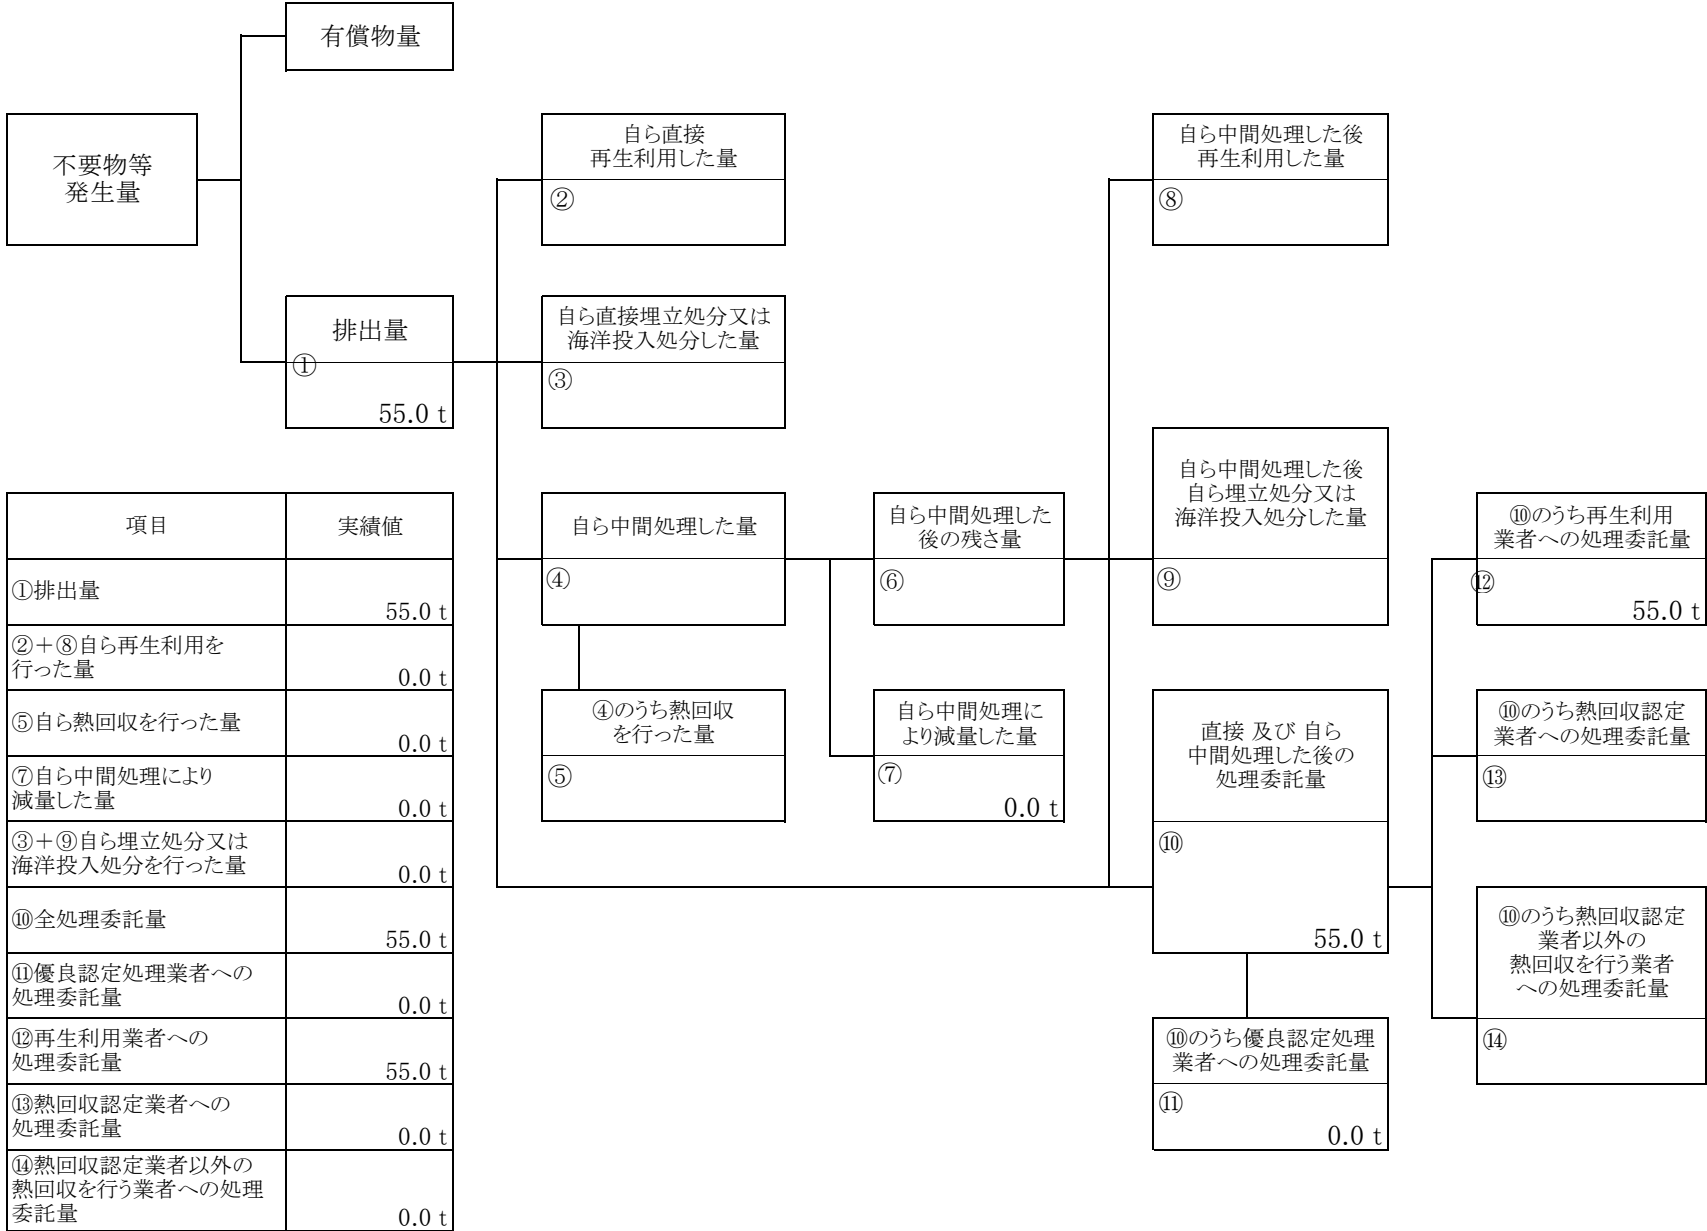 有償物量
不要物等
発生量
自ら直接
再生利用した量
②
自ら中間処理した後
再生利用した量
⑧
排出量
①
55.0 t
自ら直接埋立処分又は
海洋投入処分した量
③
自ら中間処理した量
④
自ら中間処理した
後の残さ量
⑥
自ら中間処理した後
自ら埋立処分又は
海洋投入処分した量
⑨
⑩のうち再生利用
業者への処理委託量
⑫
55.0 t
④のうち熱回収
を行った量
⑤
自ら中間処理に
より減量した量
⑦
0.0 t
直接 及び 自ら
中間処理した後の
処理委託量
⑩
55.0 t
⑩のうち熱回収認定
業者への処理委託量
⑬
⑩のうち熱回収認定
業者以外の
熱回収を行う業者
への処理委託量
⑭
⑩のうち優良認定処理
業者への処理委託量
⑪
0.0 t
項目 実績値
①排出量
55.0 t
②＋⑧自ら再生利用を
行った量
0.0 t
⑤自ら熱回収を行った量
0.0 t
⑦自ら中間処理により
減量した量
0.0 t
③＋⑨自ら埋立処分又は
海洋投入処分を行った量
0.0 t
⑩全処理委託量
55.0 t
⑪優良認定処理業者への
処理委託量
0.0 t
⑫再生利用業者への
処理委託量
55.0 t
⑬熱回収認定業者への
処理委託量
0.0 t
⑭熱回収認定業者以外の
熱回収を行う業者への処理
委託量
0.0 t